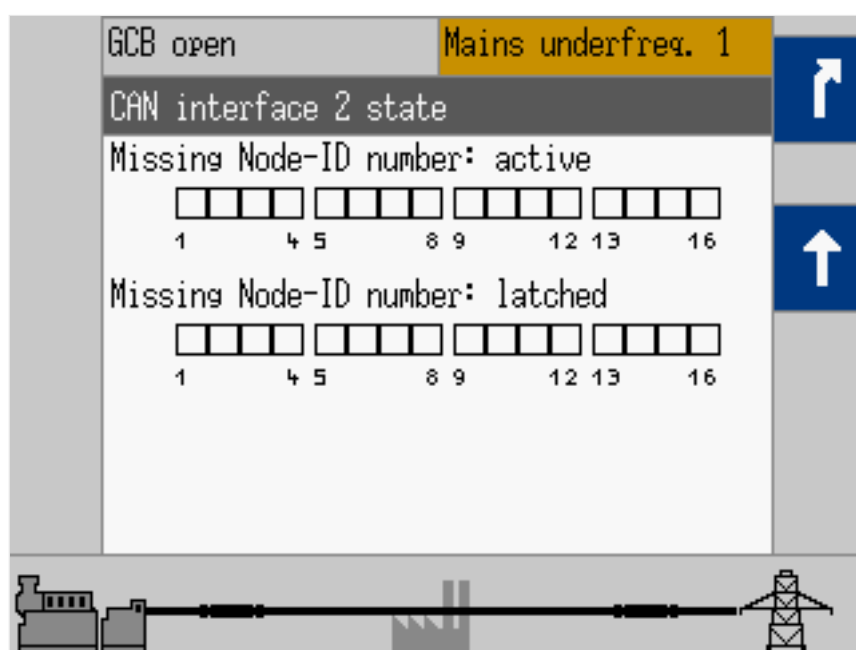 GCB open
Mains underfreq. 1
CAN interface 2 state
Missing Node-ID number: active
1 4 5 8 9 12 13 16
Missing Node-ID number: latched
1 4 5 8 9 12 13 16